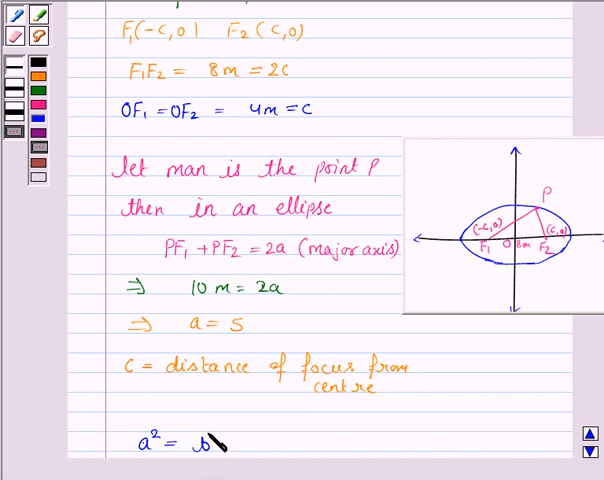 F₁(-c,0) F₂(c,0)
F₁F₂ = 8m = 2c
OF₁ = OF₂ = 4m = c
let man is the point P
then in an ellipse
PF₁ + PF₂ = 2a (major axis)
⇒ 10 m = 2a
⇒ a = 5
c = distance of focus from
centre
a² = b
P
(-c,0) (c,0)
F₁ O 8m F₂